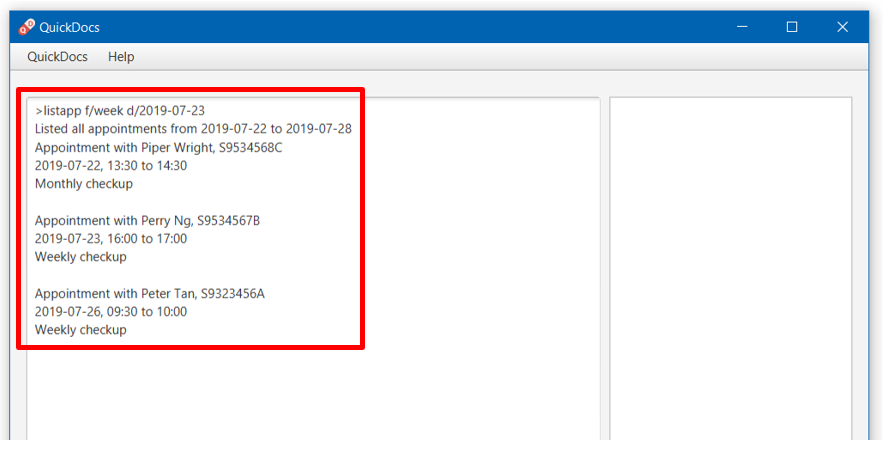 QuickDocs
QuickDocs Help
>listapp f/week d/2019-07-23
Listed all appointments from 2019-07-22 to 2019-07-28
Appointment with Piper Wright, S9534568C
2019-07-22, 13:30 to 14:30
Monthly checkup
Appointment with Perry Ng, S9534567B
2019-07-23, 16:00 to 17:00
Weekly checkup
Appointment with Peter Tan, S9323456A
2019-07-26, 09:30 to 10:00
Weekly checkup